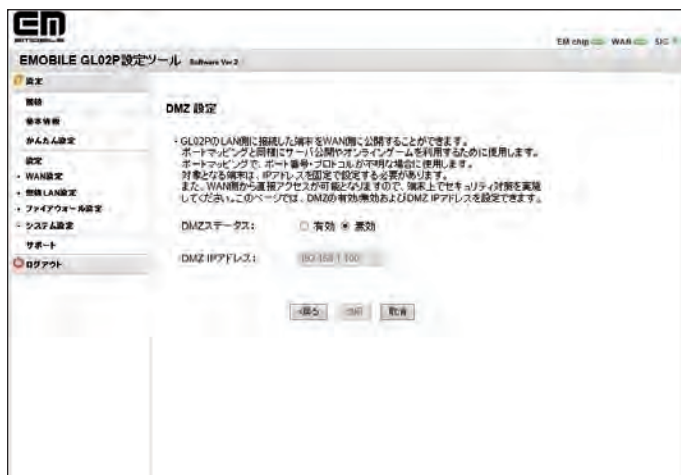 EM
EMOBILE
EM chip WAN SIG
EMOBILE GL02P設定ツール Software Ver.2
設定
接続
基本情報
かんたん設定
設定
WAN設定
無線LAN設定
ファイアウォール設定
システム設定
サポート
ログアウト
DMZ 設定
・GL02PのLAN側に接続した端末をWAN側に公開することができます。
ポートマッピングと同様にサーバ公開やオンラインゲームを利用するために使用します。
ポートマッピングで、ポート番号・プロトコルが不明な場合に使用します。
対象となる端末は、IPアドレスを固定で設定する必要があります。
また、WAN側から直接アクセスが可能となりますので、端末上でセキュリティ対策を実施
してください。このページでは、DMZの有効/無効およびDMZ IPアドレスを設定できます。
DMZステータス: 有効 無効
DMZ IPアドレス: 192.168.1.100
<戻る 取消